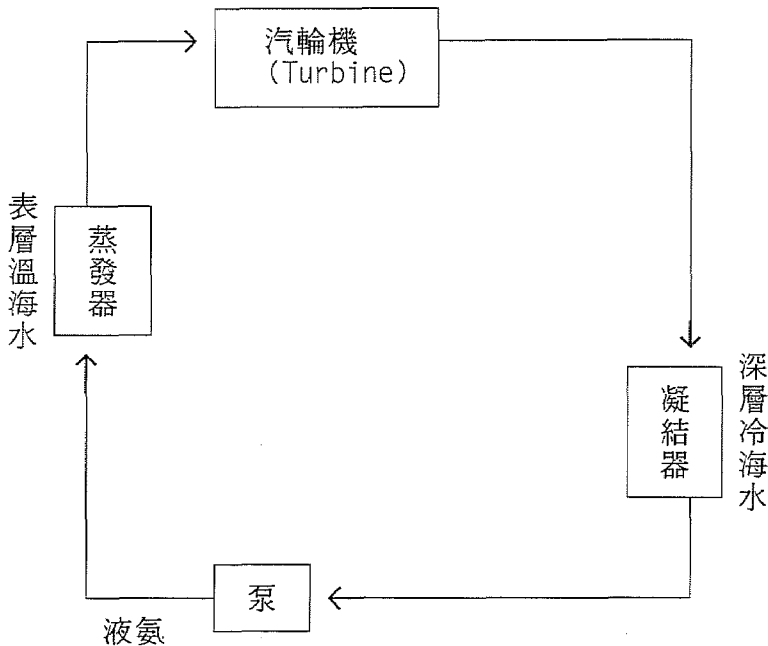 汽輪機
(Turbine)
表層溫海水
蒸發器
凝結器
深層冷海水
泵
液氨